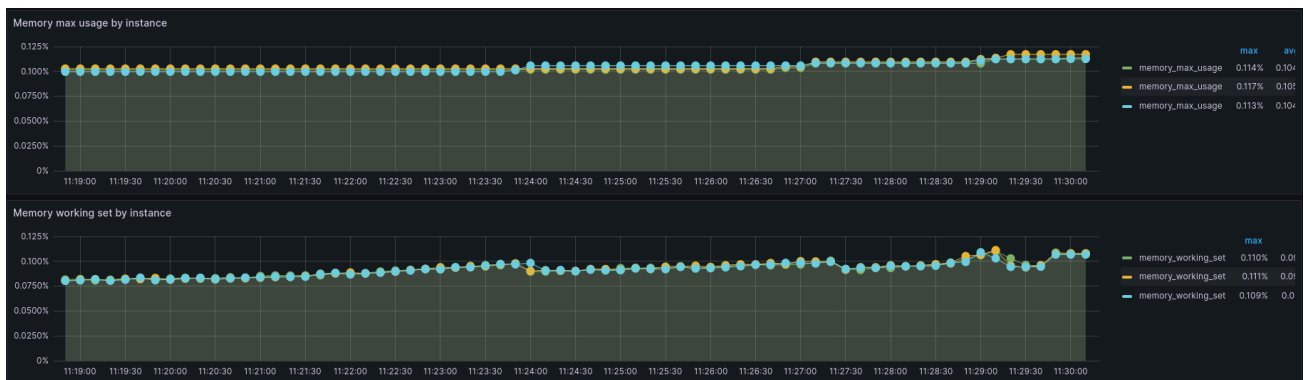 Memory max usage by instance
0.125%
0.100%
0.0750%
0.0500%
0.0250%
0%
11:19:00 11:19:30 11:20:00 11:20:30 11:21:00 11:21:30 11:22:00 11:22:30 11:23:00 11:23:30 11:24:00 11:24:30 11:25:00 11:25:30 11:26:00 11:26:30 11:27:00 11:27:30 11:28:00 11:28:30 11:29:00 11:29:30 11:30:00
max
memory_max_usage 0.114%
memory_max_usage 0.117%
memory_max_usage 0.113%
Memory working set by instance
0.125%
0.100%
0.0750%
0.0500%
0.0250%
0%
11:19:00 11:19:30 11:20:00 11:20:30 11:21:00 11:21:30 11:22:00 11:22:30 11:23:00 11:23:30 11:24:00 11:24:30 11:25:00 11:25:30 11:26:00 11:26:30 11:27:00 11:27:30 11:28:00 11:28:30 11:29:00 11:29:30 11:30:00
max
memory_working_set 0.110%
memory_working_set 0.111%
memory_working_set 0.109%